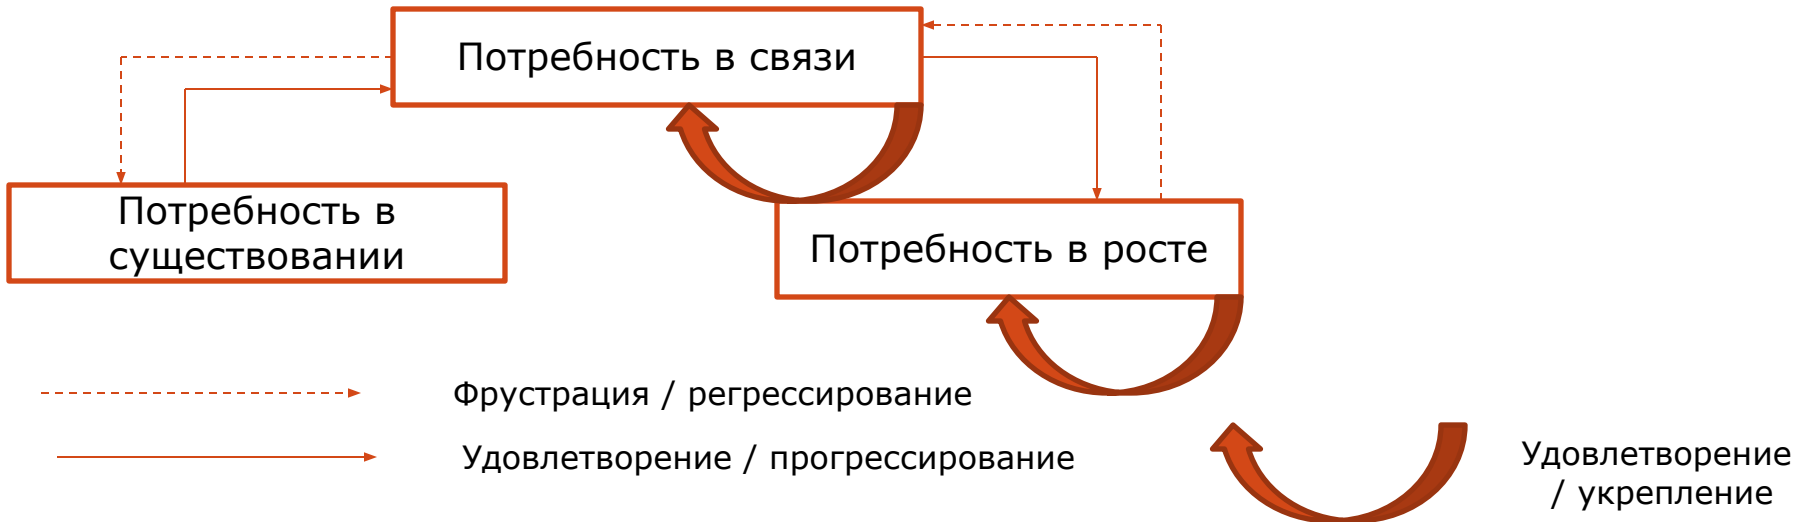 Потребность в связи
Потребность в
существовании
Потребность в росте
Фрустрация / регрессирование
Удовлетворение / прогрессирование
Удовлетворение
/ укрепление